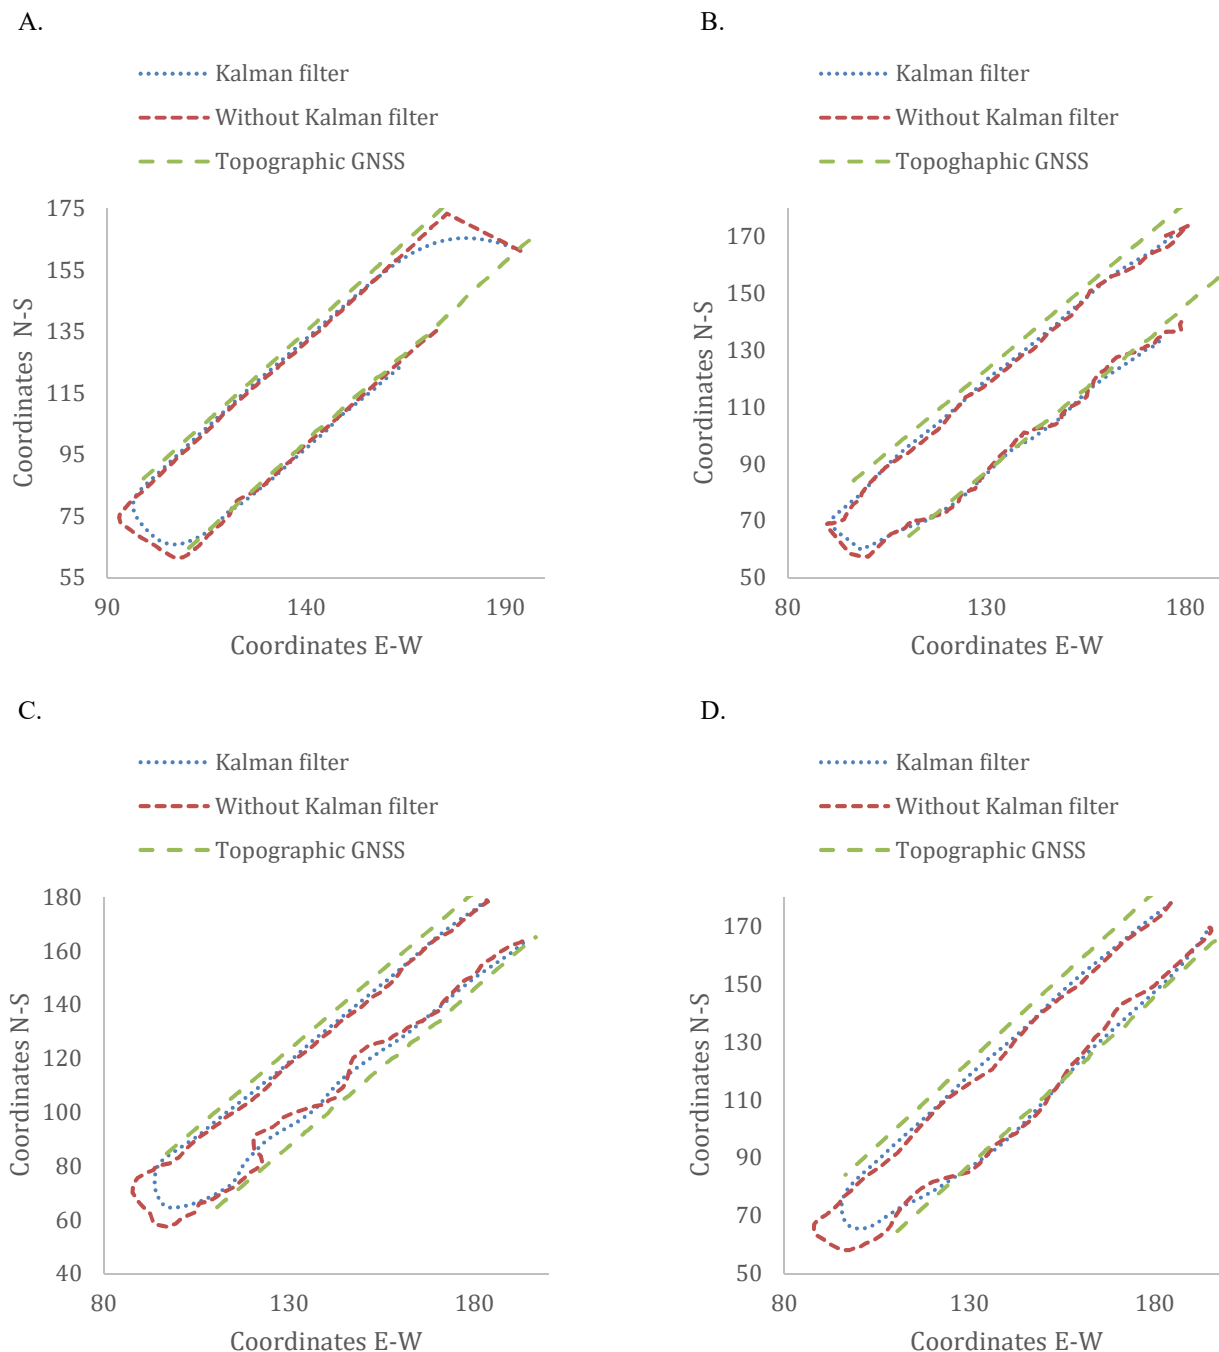 A.
Kalman filter
Without Kalman filter
Topographic GNSS
175
155
135
115
95
75
55
90 140 190
Coordinates N-S
Coordinates E-W
B.
Kalman filter
Without Kalman filter
Topoghaphic GNSS
170
150
130
110
90
70
50
80 130 180
Coordinates N-S
Coordinates E-W
C.
Kalman filter
Without Kalman filter
Topographic GNSS
180
160
140
120
100
80
60
40
80 130 180
Coordinates N-S
Coordinates E-W
D.
Kalman filter
Without Kalman filter
Topographic GNSS
170
150
130
110
90
70
50
80 130 180
Coordinates N-S
Coordinates E-W